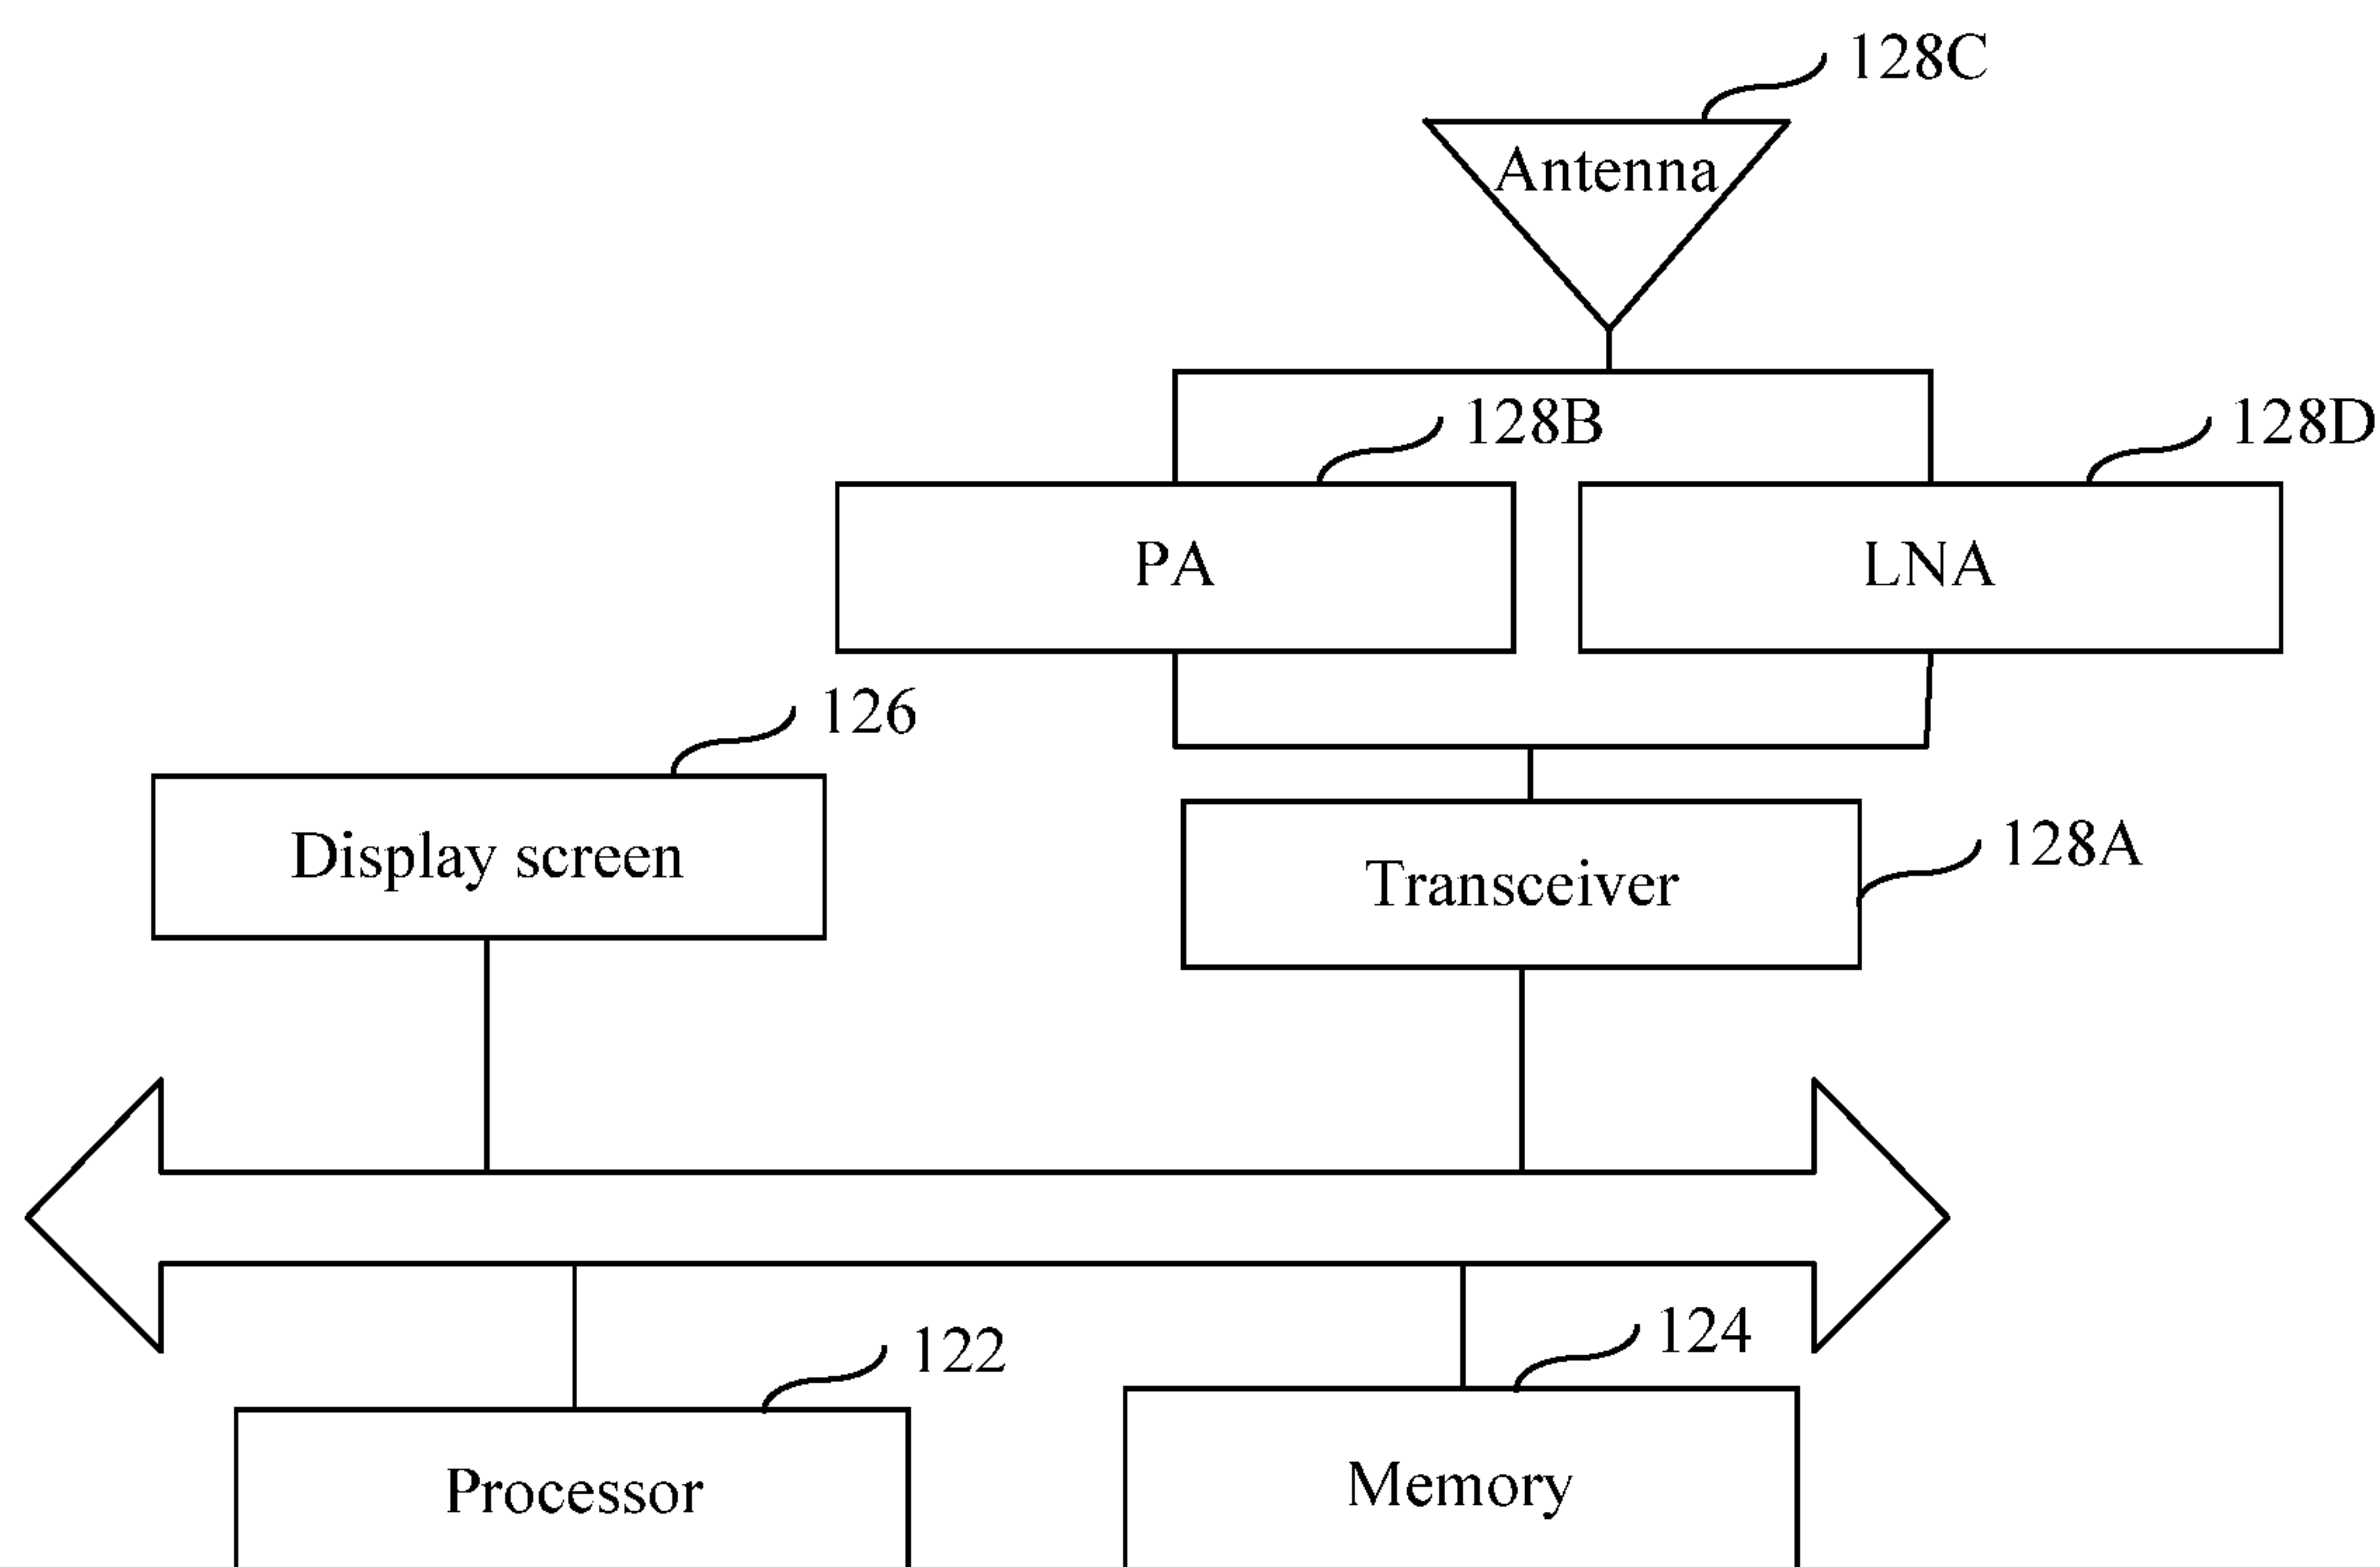 128C
Antenna
128B
128D
PA
LNA
126
Display screen
128A
Transceiver
122
124
Processor
Memory